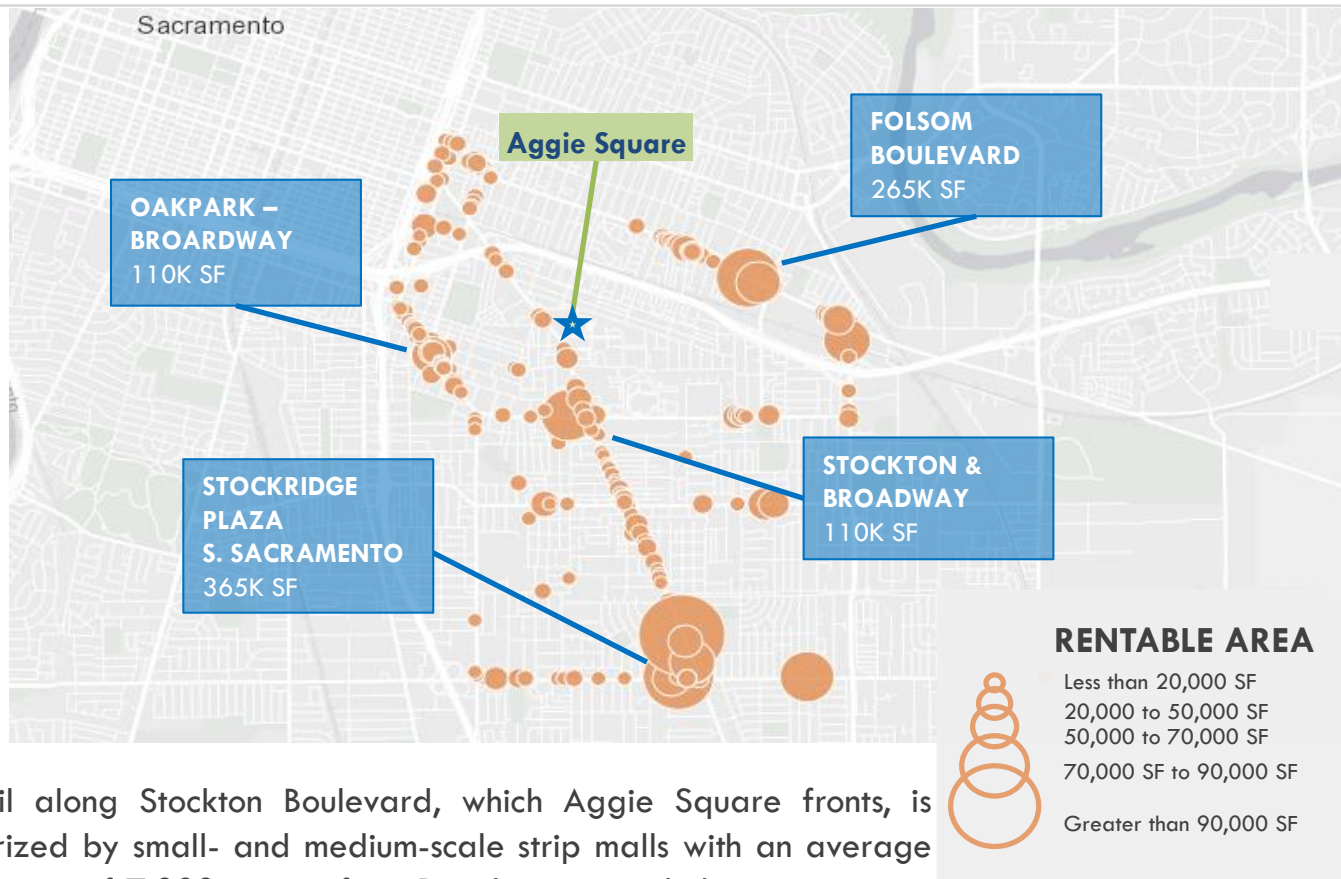 Sacramento
Aggie Square
FOLSOM
BOULEVARD
265K SF
OAKPARK –
BROARDWAY
110K SF
STOCKTON &
BROADWAY
110K SF
STOCKRIDGE
PLAZA
S. SACRAMENTO
365K SF
RENTABLE AREA
Less than 20,000 SF
20,000 to 50,000 SF
50,000 to 70,000 SF
70,000 SF to 90,000 SF
Greater than 90,000 SF
il along Stockton Boulevard, which Aggie Square fronts, is
rized by small- and medium-scale strip malls with an average